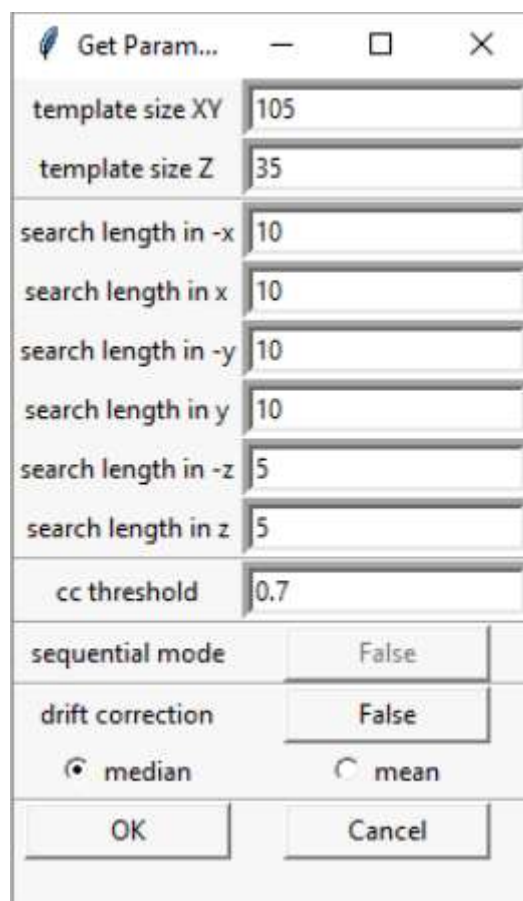 Get Param...
template size XY 105
template size Z 35
search length in -x 10
search length in x 10
search length in -y 10
search length in y 10
search length in -z 5
search length in z 5
cc threshold 0.7
sequential mode False
drift correction False
median mean
OK Cancel